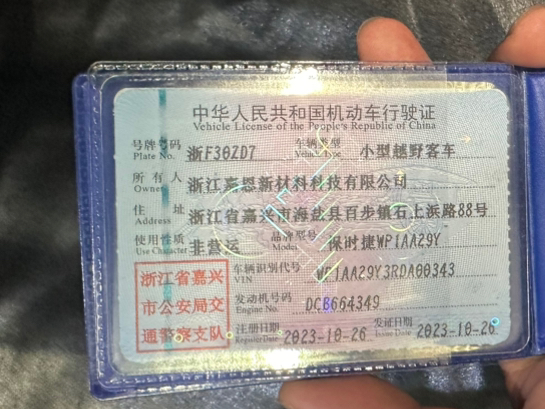 中华人民共和国机动车行驶证
Vehicle License of the People's Republic of China
号牌号码 浙F30ZD7 车辆类型 小型越野客车
Plate No. Vehicle Type
所有人 浙江嘉恩新材料科技有限公司
Owner
住址 浙江省嘉兴市海盐县百步镇石上浜路88号
Address
使用性质 非营运 品牌型号 保时捷WP1AA29Y
Use Character Model
浙江省嘉兴市公安局交通警察支队
车辆识别代号 WP1AA29Y3RDA00343
VIN
发动机号码 DCB664349
Engine No.
注册日期 2023-10-26 发证日期 2023-10-26
Register Date Issue Date